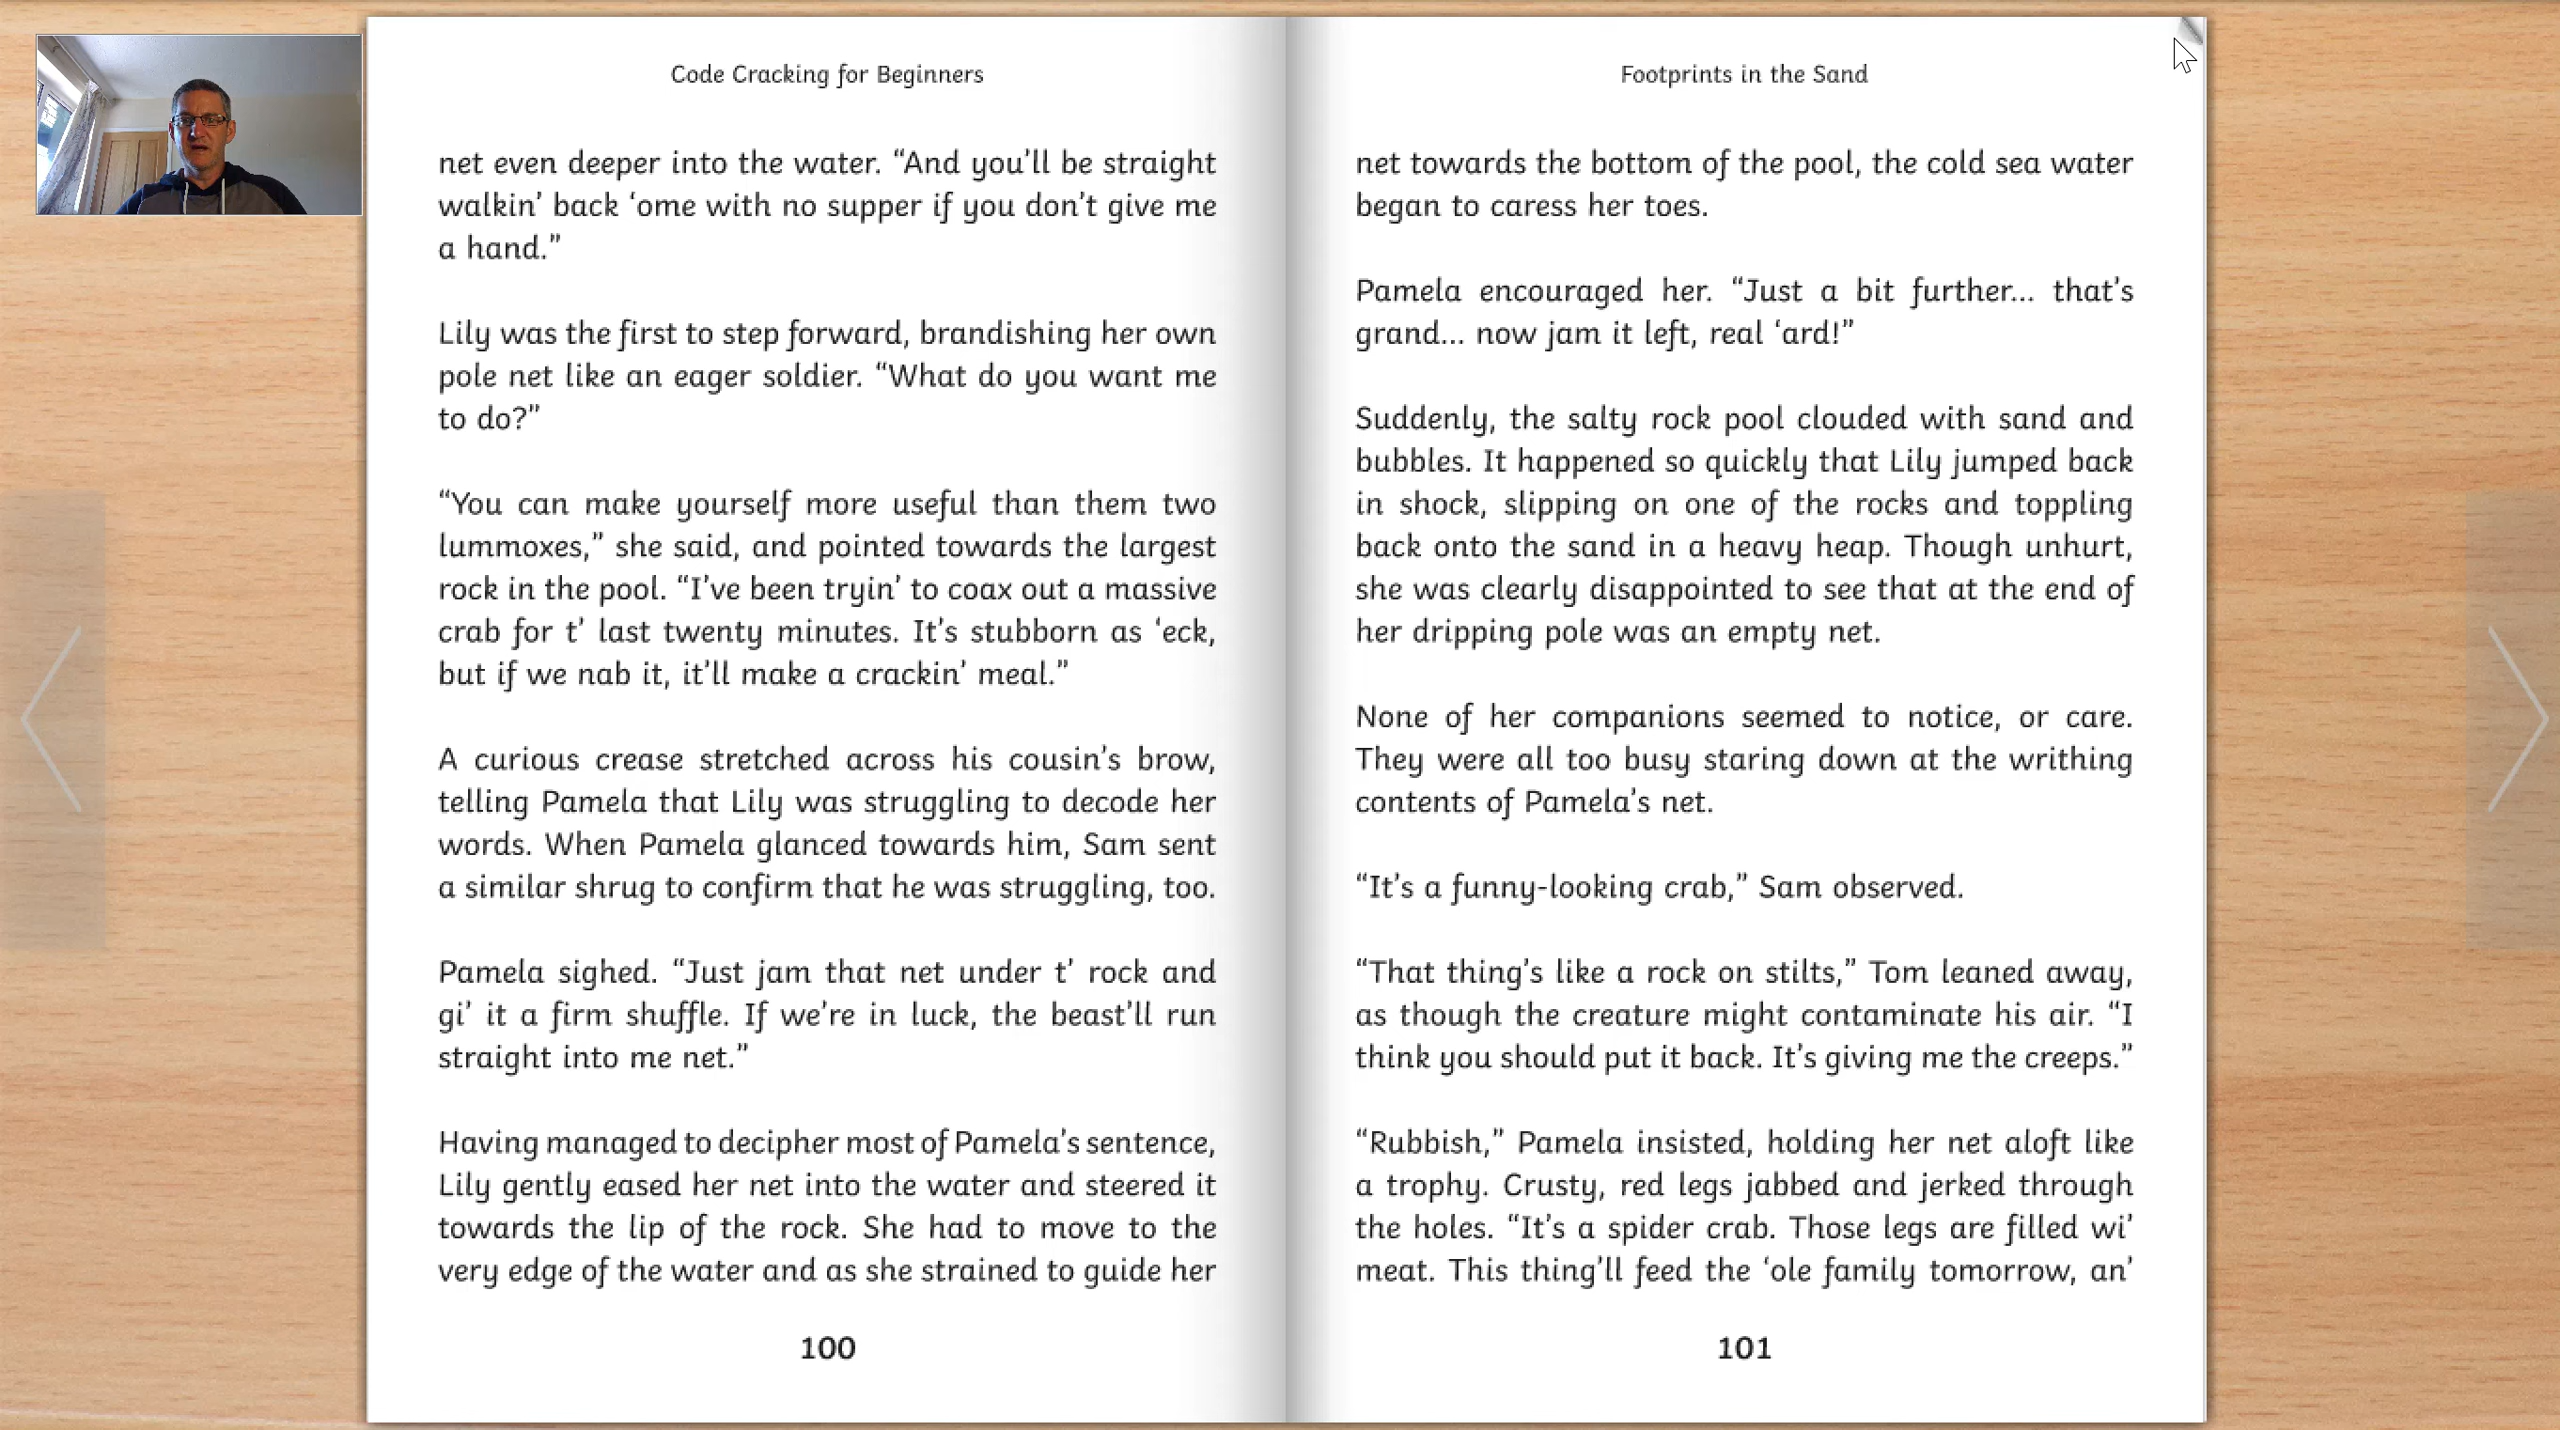 Code Cracking for Beginners
net even deeper into the water. “And you’ll be straight
walkin’ back ‘ome with no supper if you don’t give me
a hand.”
Lily was the first to step forward, brandishing her own
pole net like an eager soldier. “What do you want me
to do?”
“You can make yourself more useful than them two
lummoxes,” she said, and pointed towards the largest
rock in the pool. “I’ve been tryin’ to coax out a massive
crab for t’ last twenty minutes. It’s stubborn as ‘eck,
but if we nab it, it’ll make a crackin’ meal.”
A curious crease stretched across his cousin’s brow,
telling Pamela that Lily was struggling to decode her
words. When Pamela glanced towards him, Sam sent
a similar shrug to confirm that he was struggling, too.
Pamela sighed. “Just jam that net under t’ rock and
gi’ it a firm shuffle. If we’re in luck, the beast’ll run
straight into me net.”
Having managed to decipher most of Pamela’s sentence,
Lily gently eased her net into the water and steered it
towards the lip of the rock. She had to move to the
very edge of the water and as she strained to guide her
100
Footprints in the Sand
net towards the bottom of the pool, the cold sea water
began to caress her toes.
Pamela encouraged her. “Just a bit further... that’s
grand... now jam it left, real ‘ard!”
Suddenly, the salty rock pool clouded with sand and
bubbles. It happened so quickly that Lily jumped back
in shock, slipping on one of the rocks and toppling
back onto the sand in a heavy heap. Though unhurt,
she was clearly disappointed to see that at the end of
her dripping pole was an empty net.
None of her companions seemed to notice, or care.
They were all too busy staring down at the writhing
contents of Pamela’s net.
“It’s a funny-looking crab,” Sam observed.
“That thing’s like a rock on stilts,” Tom leaned away,
as though the creature might contaminate his air. “I
think you should put it back. It’s giving me the creeps.”
“Rubbish,” Pamela insisted, holding her net aloft like
a trophy. Crusty, red legs jabbed and jerked through
the holes. “It’s a spider crab. Those legs are filled wi’
meat. This thing’ll feed the ‘ole family tomorrow, an’
101